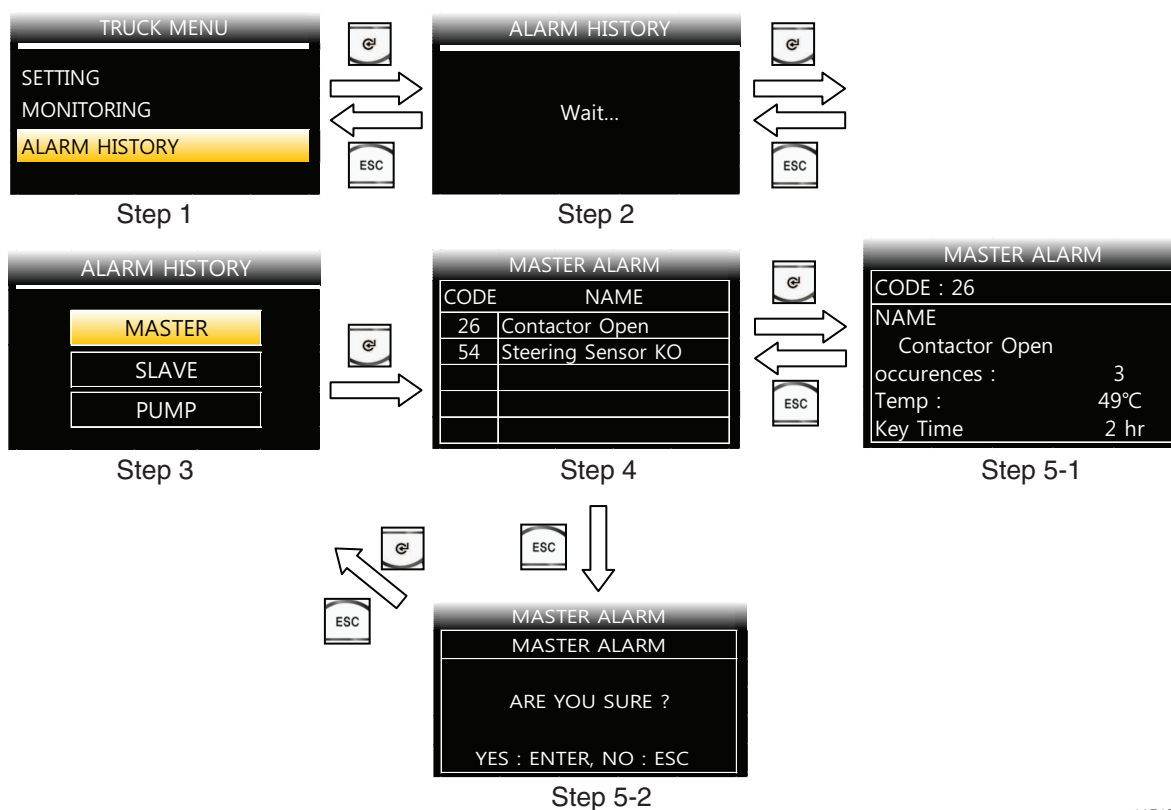 TRUCK MENU
SETTING
MONITORING
ALARM HISTORY
Step 1
ESC
ALARM HISTORY
Wait...
Step 2
ESC
ALARM HISTORY
MASTER
SLAVE
PUMP
Step 3
MASTER ALARM
CODE NAME
26 Contactor Open
54 Steering Sensor KO
Step 4
ESC
MASTER ALARM
CODE : 26
NAME
Contactor Open
occurences : 3
Temp : 49℃
Key Time 2 hr
Step 5-1
ESC
ESC
MASTER ALARM
MASTER ALARM
ARE YOU SURE ?
YES : ENTER, NO : ESC
Step 5-2